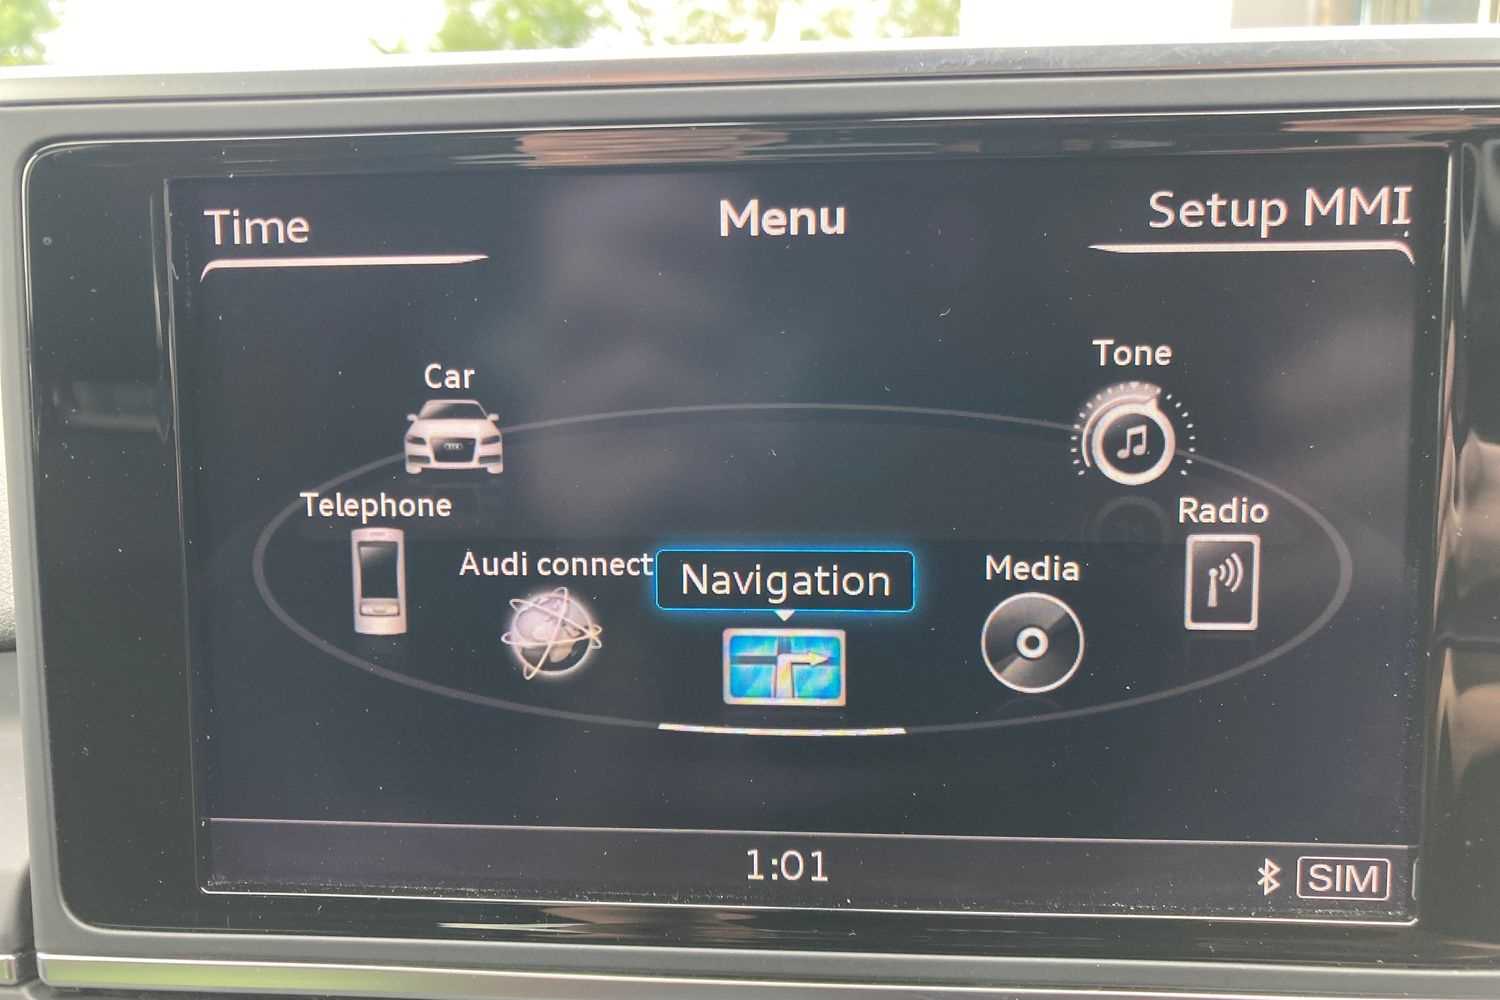 Time
Menu
Setup MMI
Car
Tone
Telephone
Radio
Audi connect
Navigation
Media
1:01
SIM